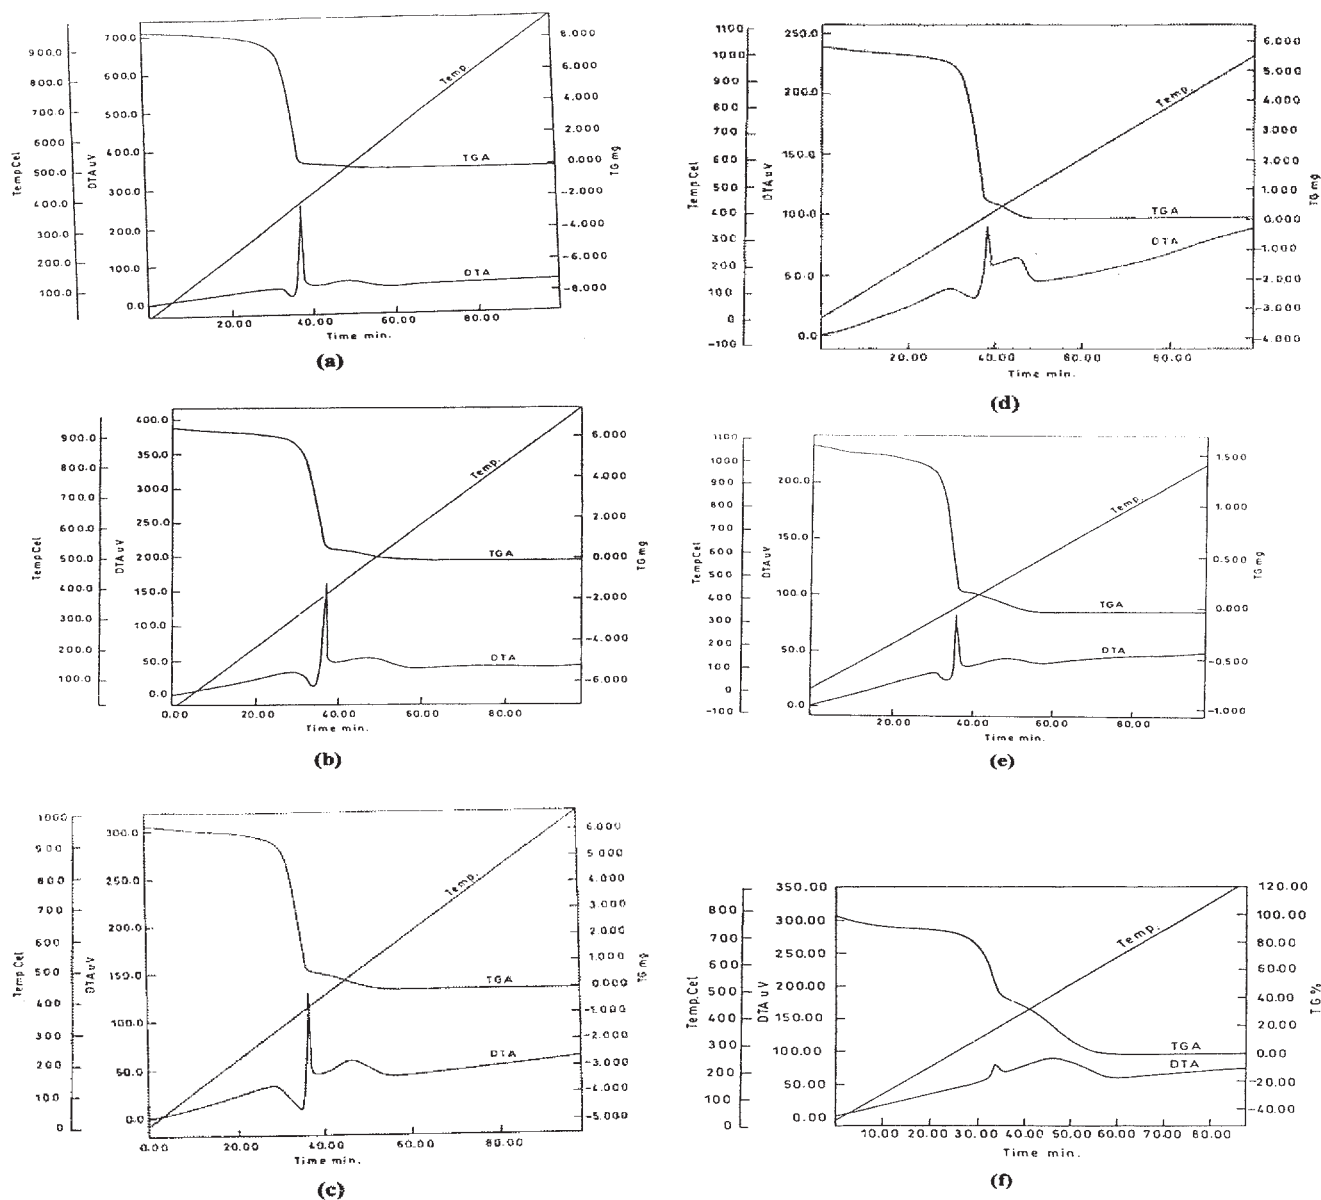 Temp.Cel
900.0
800.0
700.0
600.0
500.0
400.0
300.0
200.0
100.0
DTA uV
700.0
600.0
500.0
400.0
300.0
200.0
100.0
0.0
Temp.
TGA
DTA
8.000
6.000
4.000
2.000
0.000
-2.000
-4.000
-6.000
-8.000
TG mg
20.00 40.00 60.00 80.00
Time min.
(a)
Temp.Cel
1100
1000
900
800
700
600
500
400
300
200
100
0
-100
DTA uV
250.0
200.0
150.0
100.0
50.0
0.0
Temp.
TGA
DTA
6.000
5.000
4.000
3.000
2.000
1.000
0.000
-1.000
-2.000
-3.000
-4.000
TG mg
20.00 40.00 60.00 80.00
Time min.
(d)
Temp.Cel
900.0
800.0
700.0
600.0
500.0
400.0
300.0
200.0
100.0
DTA uV
400.0
350.0
300.0
250.0
200.0
150.0
100.0
50.0
0.0
Temp.
TGA
DTA
6.000
4.000
2.000
0.000
-2.000
-4.000
-6.000
TG mg
0.00 20.00 40.00 60.00 80.00
Time min.
(b)
Temp.Cel
1100
1000
900
800
700
600
500
400
300
200
100
0
-100
DTA uV
200.0
150.0
100.0
50.0
0.0
Temp.
TGA
DTA
1.500
1.000
0.500
0.000
-0.500
-1.000
TG mg
20.00 40.00 60.00 80.00
Time min.
(e)
Temp.Cel
1000
900
800
700
600
500
400
300
200
100
0
DTA uV
300.0
250.0
200.0
150.0
100.0
50.0
0.0
Temp.
TGA
DTA
6.000
5.000
4.000
3.000
2.000
1.000
0.000
-1.000
-2.000
-3.000
-4.000
-5.000
TG mg
0.00 20.00 40.00 60.00 80.00
Time min.
(c)
Temp.Cel
800
700
600
500
400
300
200
100
0
DTA uV
350.00
300.00
250.00
200.00
150.00
100.00
50.00
0.00
Temp.
TGA
DTA
120.00
100.00
80.00
60.00
40.00
20.00
0.00
-20.00
-40.00
TG %
10.00 20.00 30.00 40.00 50.00 60.00 70.00 80.00
Time min.
(f)